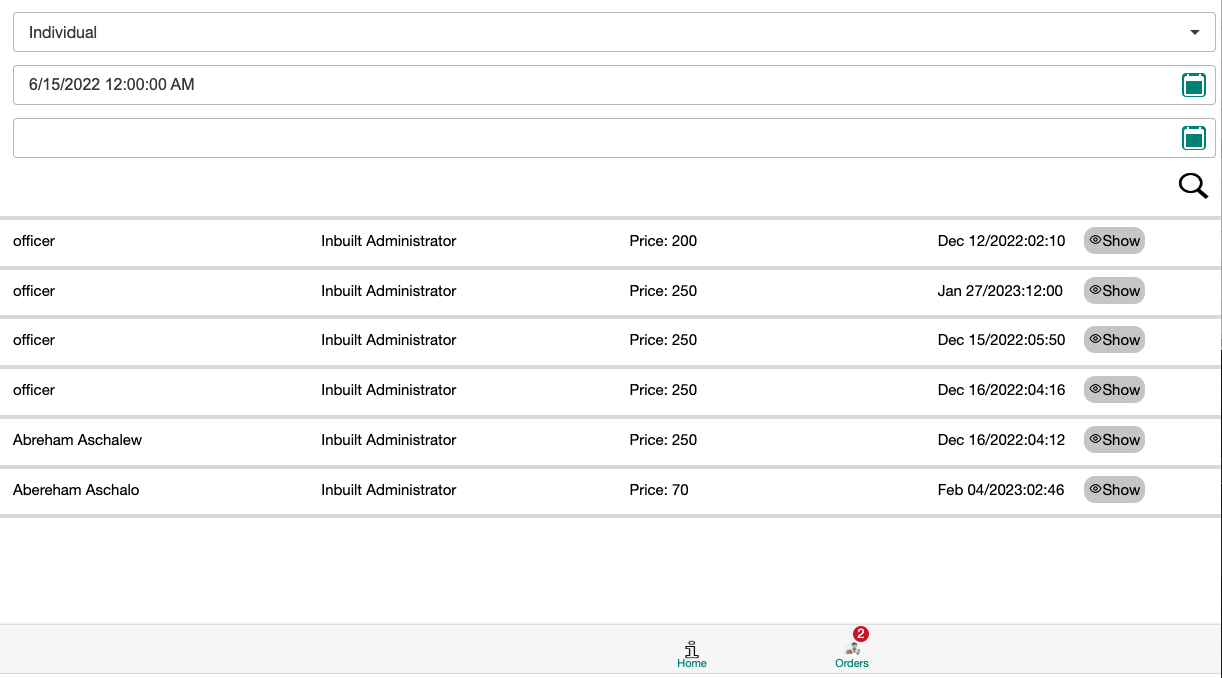 Individual
6/15/2022 12:00:00 AM
officer Inbuilt Administrator Price: 200 Dec 12/2022:02:10 Show
officer Inbuilt Administrator Price: 250 Jan 27/2023:12:00 Show
officer Inbuilt Administrator Price: 250 Dec 15/2022:05:50 Show
officer Inbuilt Administrator Price: 250 Dec 16/2022:04:16 Show
Abreham Aschalew Inbuilt Administrator Price: 250 Dec 16/2022:04:12 Show
Abereham Aschalo Inbuilt Administrator Price: 70 Feb 04/2023:02:46 Show
2
Home Orders